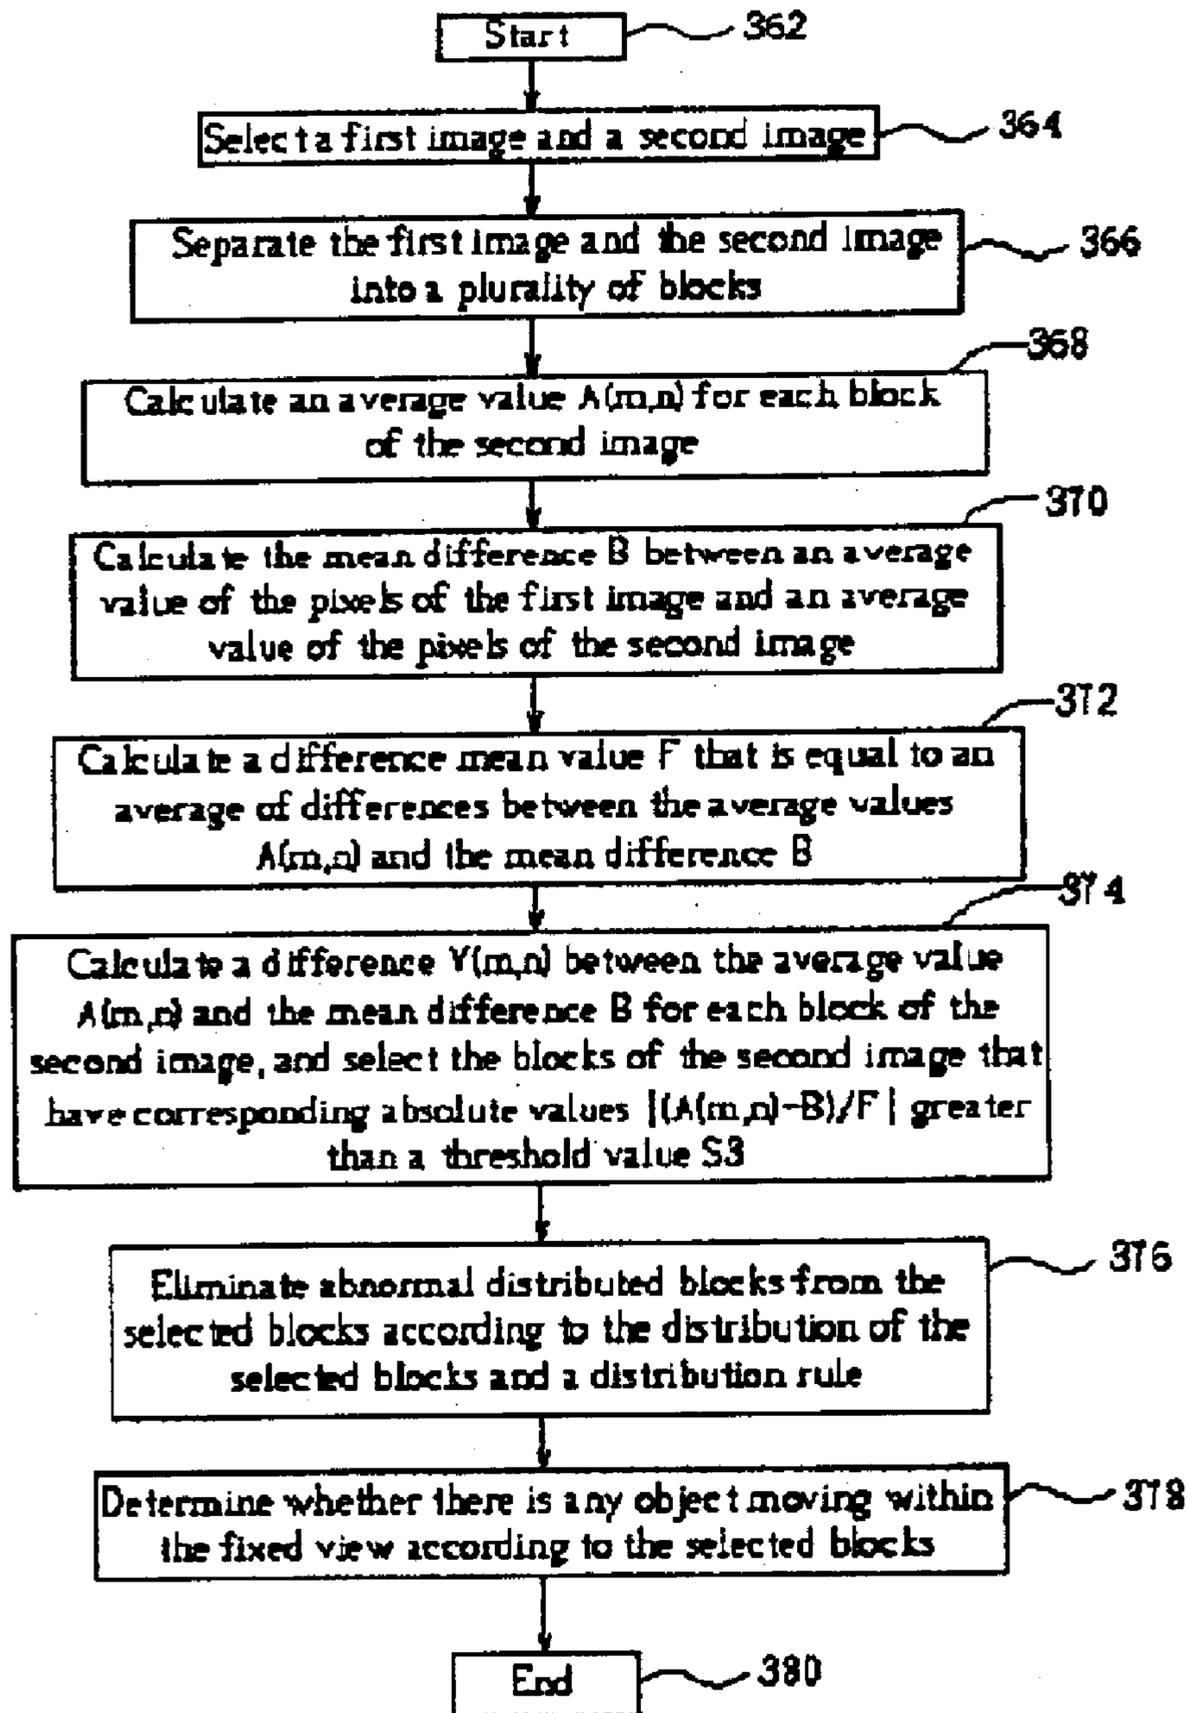 Start
362
Select a first image and a second image
364
Separate the first image and the second image
into a plurality of blocks
366
368
Calculate an average value A(m,n) for each block
of the second image
370
Calculate the mean difference B between an average
value of the pixels of the first image and an average
value of the pixels of the second image
372
Calculate a difference mean value F that is equal to an
average of differences between the average values
A(m,n) and the mean difference B
374
Calculate a difference Y(m,n) between the average value
A(m,n) and the mean difference B for each block of the
second image, and select the blocks of the second image that
have corresponding absolute values |(A(m,n)-B)/F| greater
than a threshold value S3
376
Eliminate abnormal distributed blocks from the
selected blocks according to the distribution of the
selected blocks and a distribution rule
Determine whether there is any object moving within
the fixed view according to the selected blocks
378
End
380